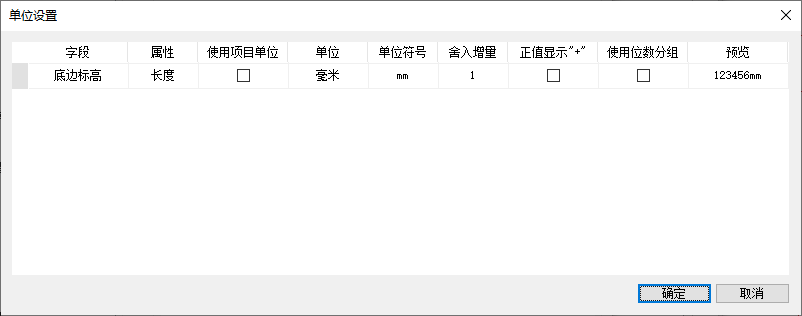 单位设置
字段 属性 使用项目单位 单位 单位符号 舍入增量 正值显示"+" 使用位数分组 预览
底边标高 长度 毫米 mm 1 123456mm
确定 取消